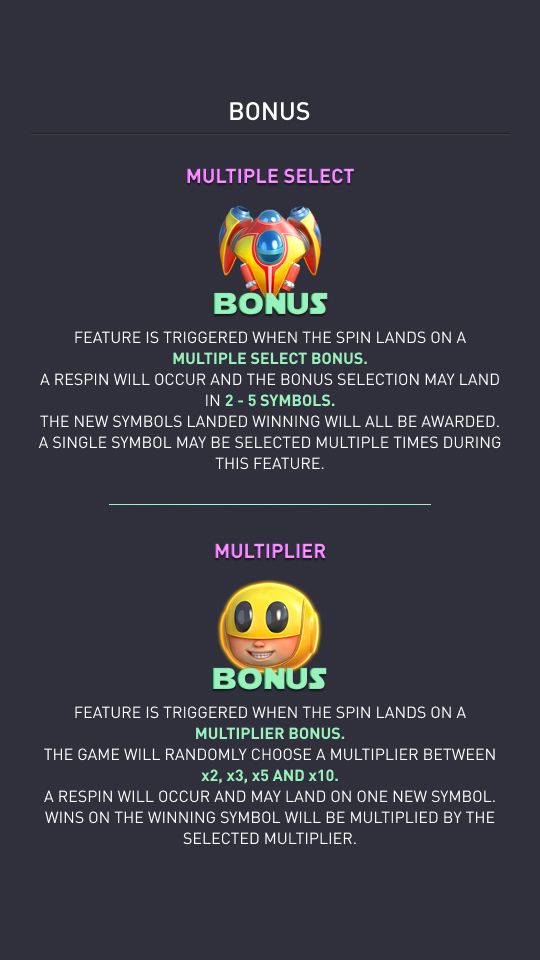 BONUS
MULTIPLE SELECT
BONUS
FEATURE IS TRIGGERED WHEN THE SPIN LANDS ON A
MULTIPLE SELECT BONUS.
A RESPIN WILL OCCUR AND THE BONUS SELECTION MAY LAND
IN 2 - 5 SYMBOLS.
THE NEW SYMBOLS LANDED WINNING WILL ALL BE AWARDED.
A SINGLE SYMBOL MAY BE SELECTED MULTIPLE TIMES DURING
THIS FEATURE.
MULTIPLIER
BONUS
FEATURE IS TRIGGERED WHEN THE SPIN LANDS ON A
MULTIPLIER BONUS.
THE GAME WILL RANDOMLY CHOOSE A MULTIPLIER BETWEEN
x2, x3, x5 AND x10.
A RESPIN WILL OCCUR AND MAY LAND ON ONE NEW SYMBOL.
WINS ON THE WINNING SYMBOL WILL BE MULTIPLIED BY THE
SELECTED MULTIPLIER.